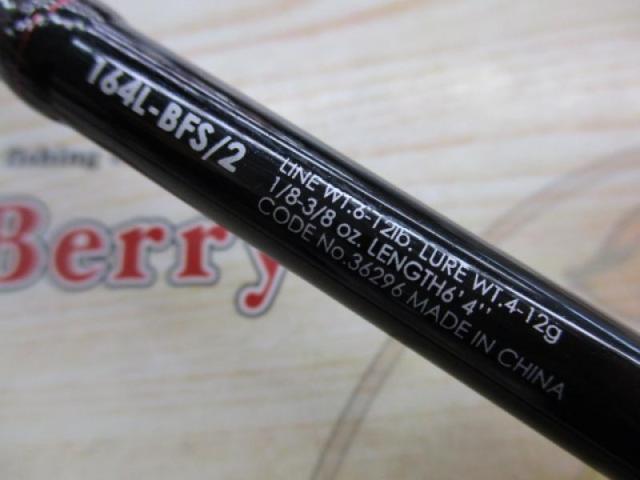 164L-BFS/2
LINE WT.6-12lb. LURE WT.4-12g
1/8-3/8 oz. LENGTH6'4''
CODE No.36296 MADE IN CHINA
fishing
Berry